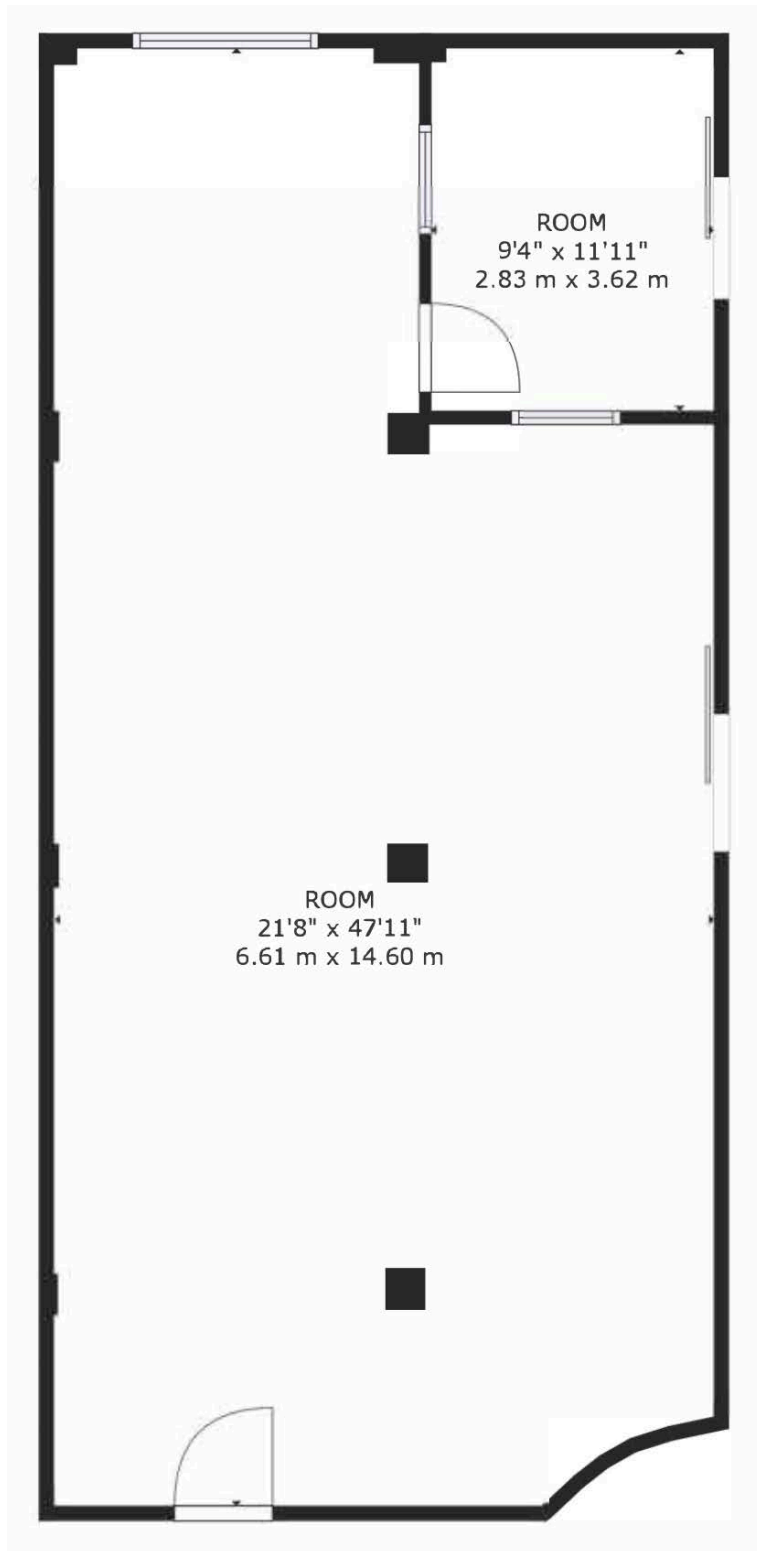 ROOM
9'4" x 11'11"
2.83 m x 3.62 m
ROOM
21'8" x 47'11"
6.61 m x 14.60 m